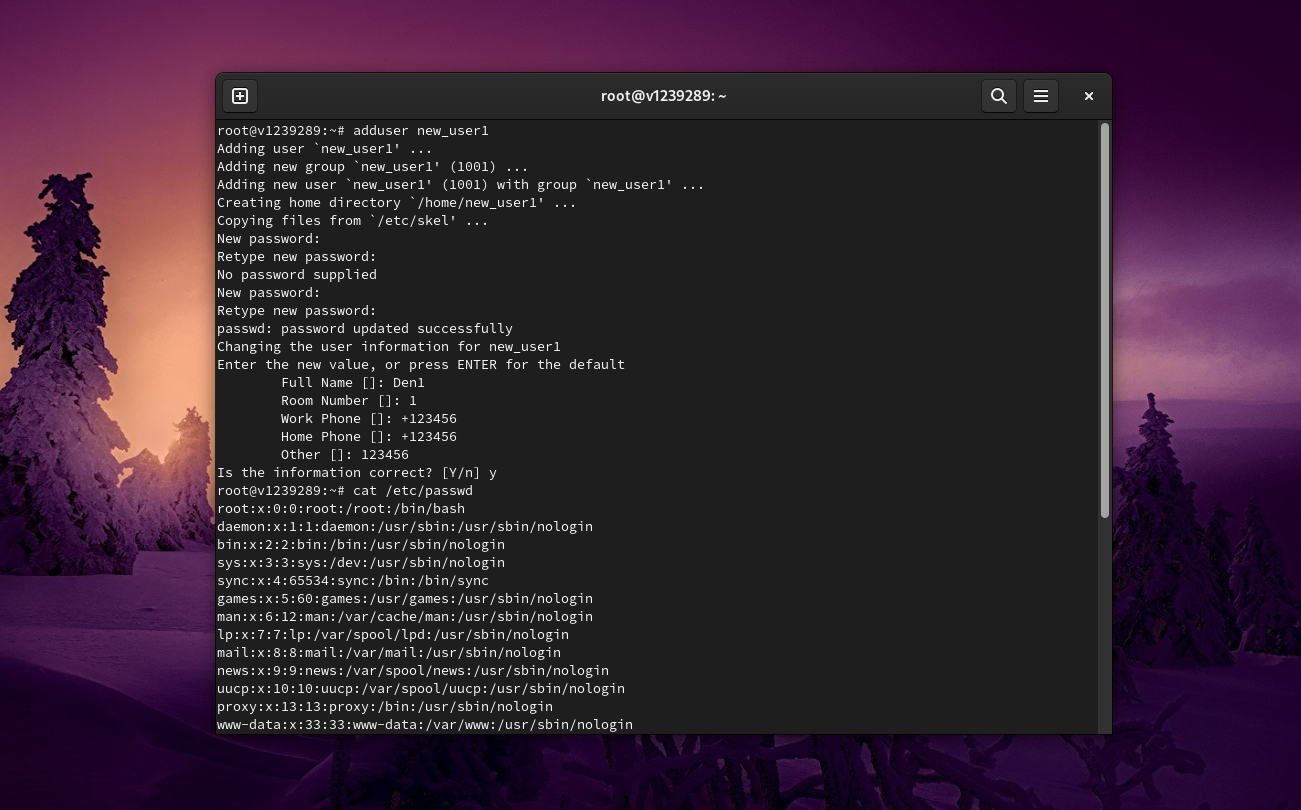 root@v1239289: ~
root@v1239289:~# adduser new_user1
Adding user `new_user1' ...
Adding new group `new_user1' (1001) ...
Adding new user `new_user1' (1001) with group `new_user1' ...
Creating home directory `/home/new_user1' ...
Copying files from `/etc/skel' ...
New password:
Retype new password:
No password supplied
New password:
Retype new password:
passwd: password updated successfully
Changing the user information for new_user1
Enter the new value, or press ENTER for the default
        Full Name []: Den1
        Room Number []: 1
        Work Phone []: +123456
        Home Phone []: +123456
        Other []: 123456
Is the information correct? [Y/n] y
root@v1239289:~# cat /etc/passwd
root:x:0:0:root:/root:/bin/bash
daemon:x:1:1:daemon:/usr/sbin:/usr/sbin/nologin
bin:x:2:2:bin:/bin:/usr/sbin/nologin
sys:x:3:3:sys:/dev:/usr/sbin/nologin
sync:x:4:65534:sync:/bin:/bin/sync
games:x:5:60:games:/usr/games:/usr/sbin/nologin
man:x:6:12:man:/var/cache/man:/usr/sbin/nologin
lp:x:7:7:lp:/var/spool/lpd:/usr/sbin/nologin
mail:x:8:8:mail:/var/mail:/usr/sbin/nologin
news:x:9:9:news:/var/spool/news:/usr/sbin/nologin
uucp:x:10:10:uucp:/var/spool/uucp:/usr/sbin/nologin
proxy:x:13:13:proxy:/bin:/usr/sbin/nologin
www-data:x:33:33:www-data:/var/www:/usr/sbin/nologin